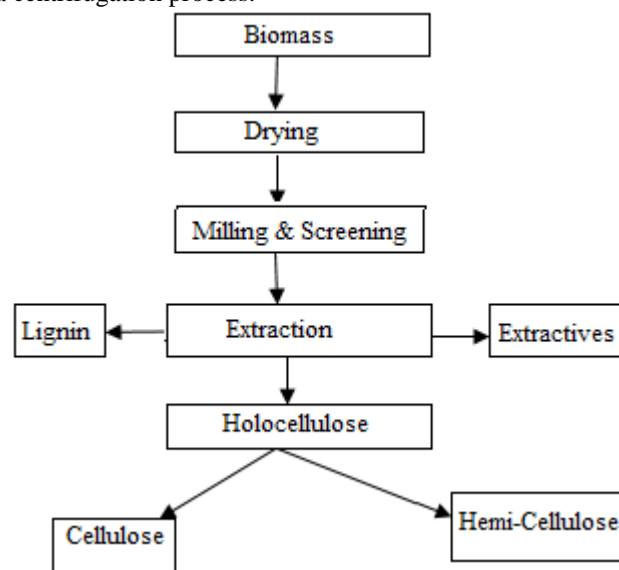 centrifugation process.
Biomass
Drying
Milling & Screening
Lignin
Extraction
Extractives
Holocellulose
Cellulose
Hemi-Cellulose